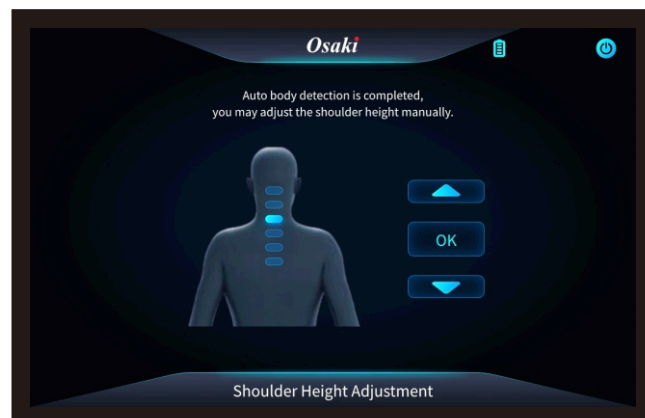 Osaki
Auto body detection is completed,
you may adjust the shoulder height manually.
OK
Shoulder Height Adjustment